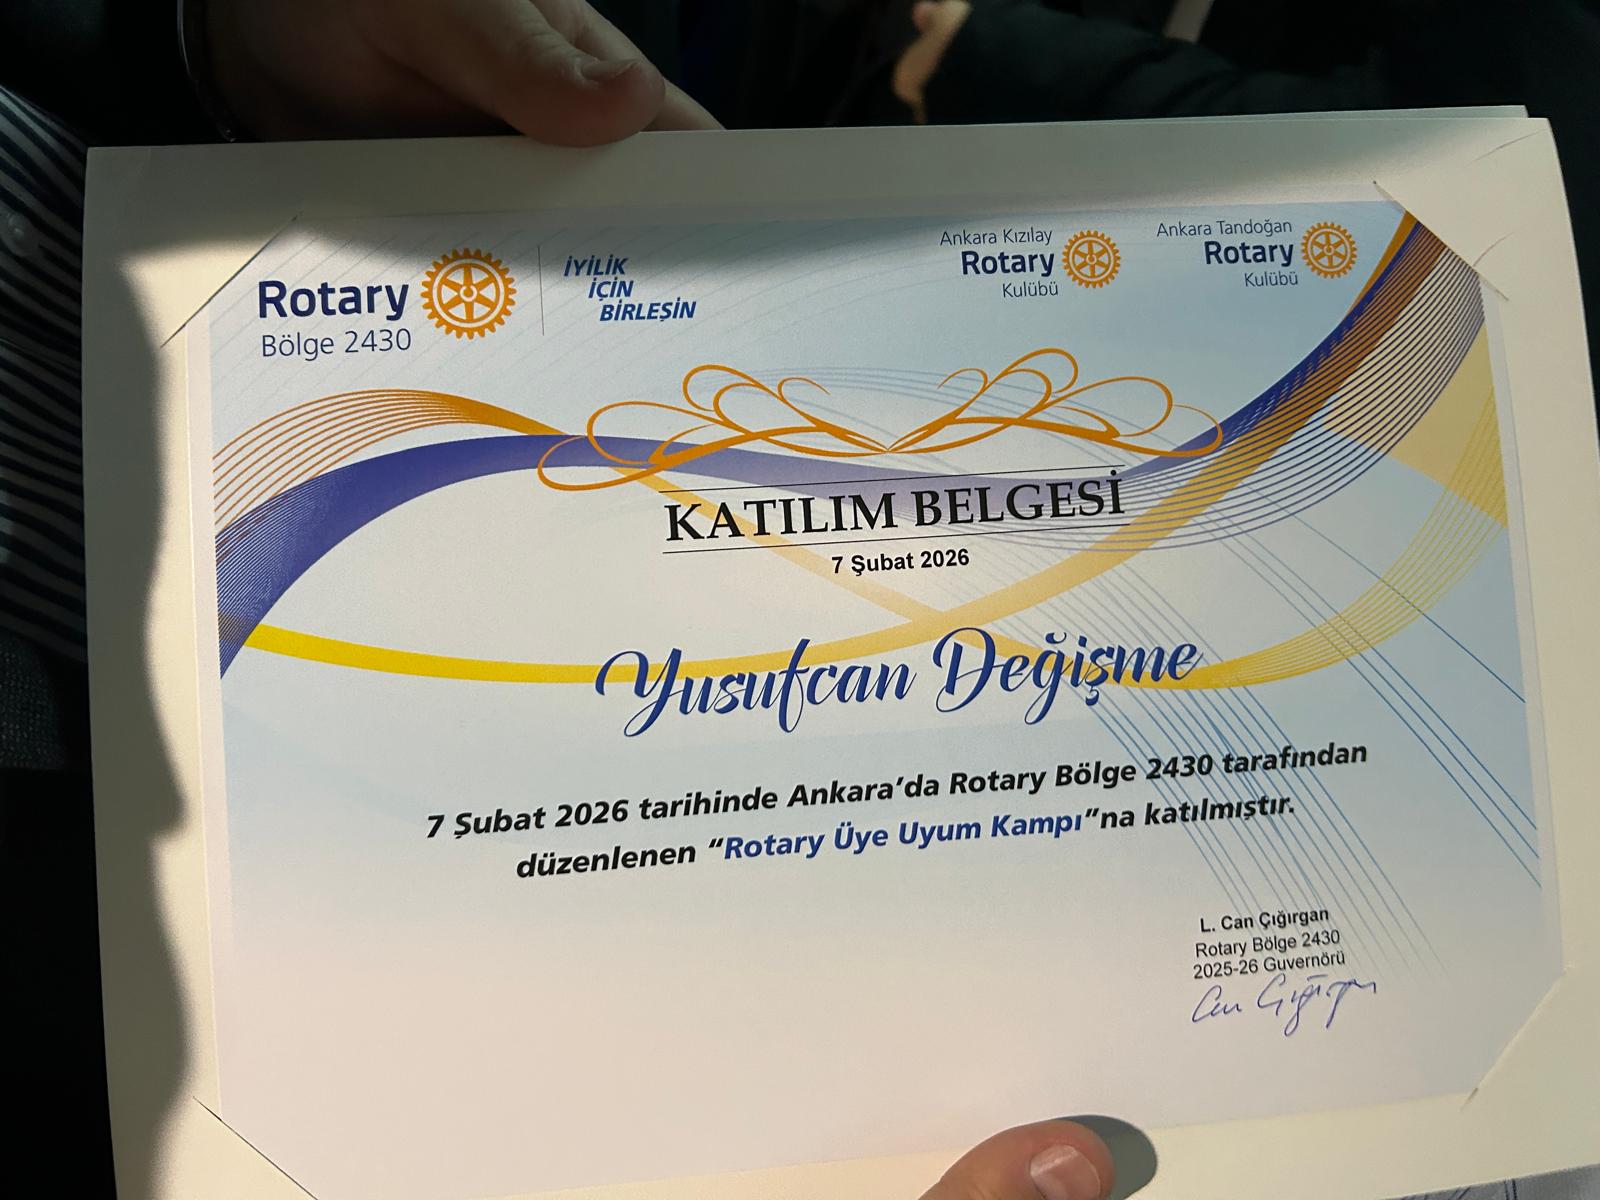 Rotary
Bölge 2430
İYİLİK
İÇİN
BİRLEŞİN
Ankara Kızılay
Rotary
Kulübü
Ankara Tandoğan
Rotary
Kulübü
KATILIM BELGESİ
7 Şubat 2026
Yusufcan Değişme
7 Şubat 2026 tarihinde Ankara’da Rotary Bölge 2430 tarafından
düzenlenen “Rotary Üye Uyum Kampı”na katılmıştır.
L. Can Çığırgan
Rotary Bölge 2430
2025-26 Guvernörü
Can Çığırgan